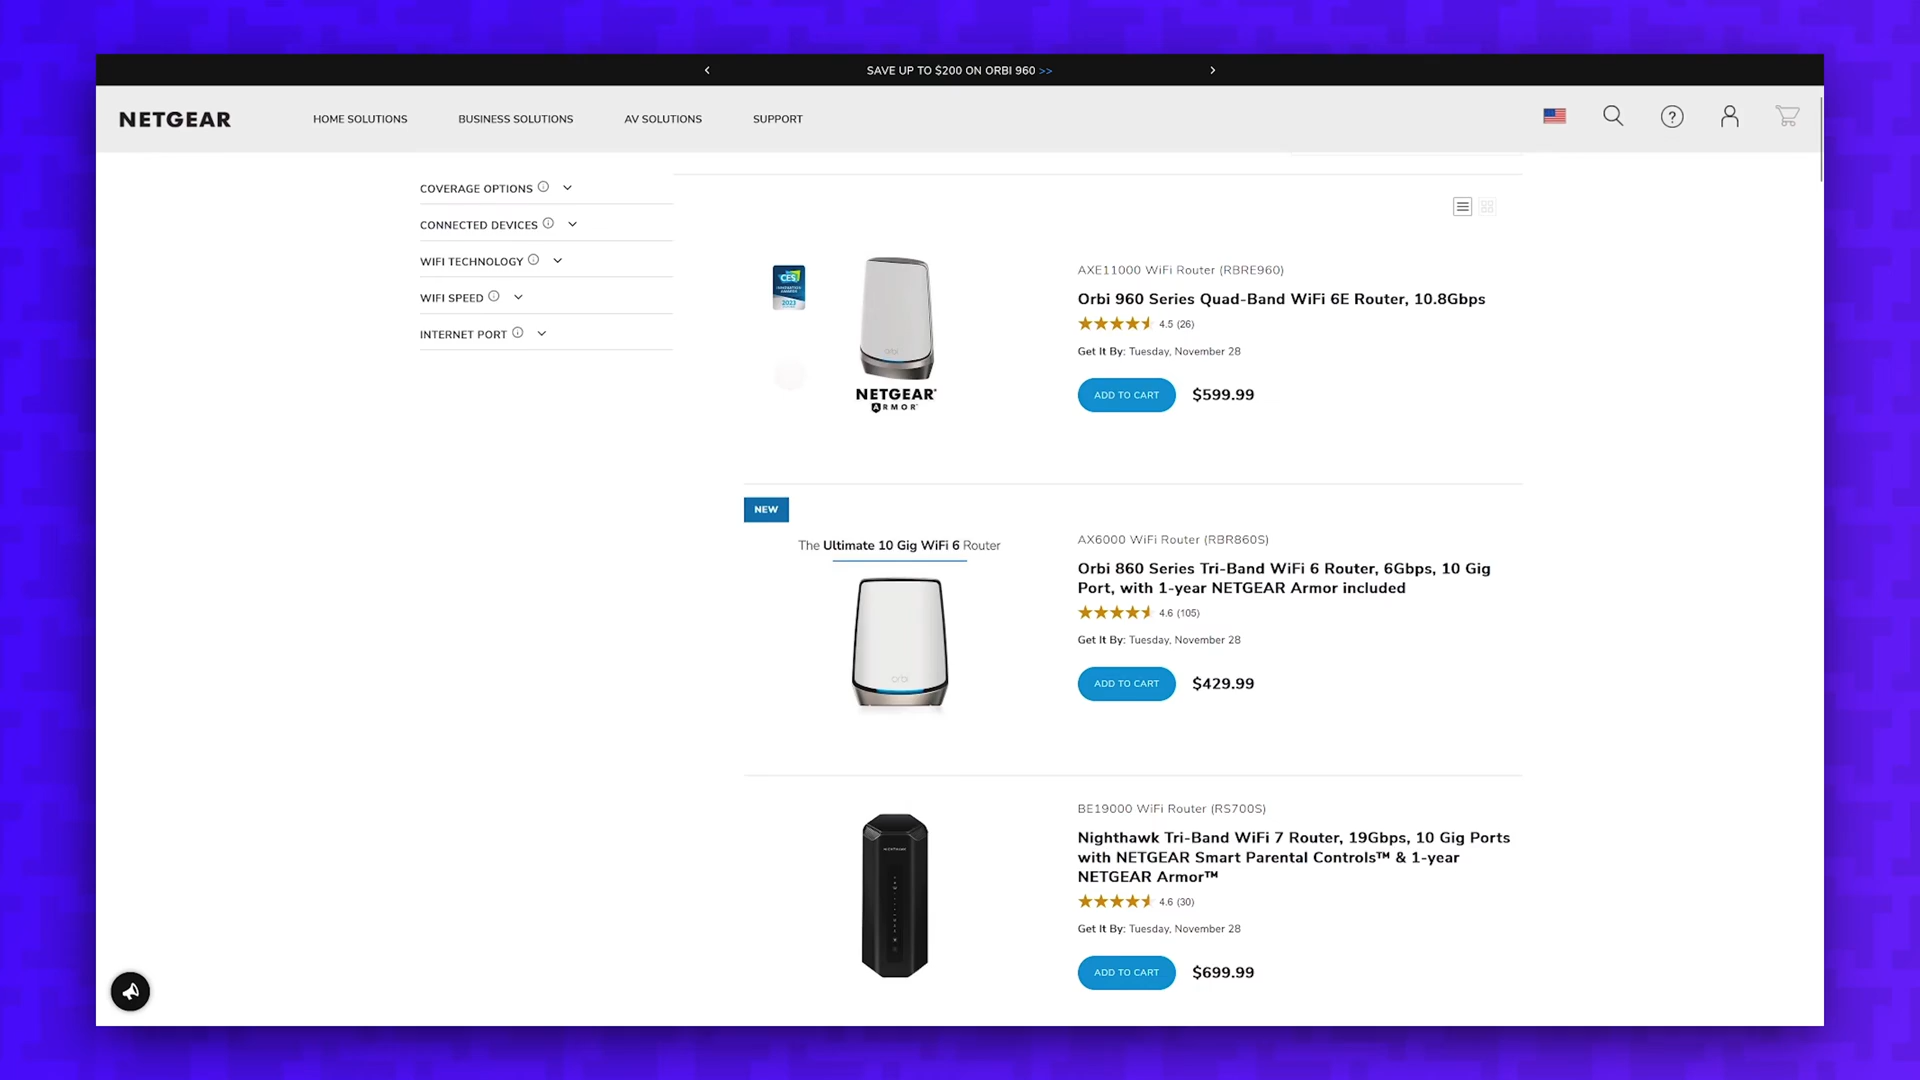 SAVE UP TO $200 ON ORBI 960 >>
NETGEAR
HOME SOLUTIONS
BUSINESS SOLUTIONS
AV SOLUTIONS
SUPPORT
COVERAGE OPTIONS
CONNECTED DEVICES
WIFI TECHNOLOGY
WIFI SPEED
INTERNET PORT
CES
INNOVATION
AWARDS
2023
orbi
NETGEAR
ARMOR
AXE11000 WiFi Router (RBRE960)
Orbi 960 Series Quad-Band WiFi 6E Router, 10.8Gbps
4.5 (26)
Get It By: Tuesday, November 28
ADD TO CART $599.99
NEW
The Ultimate 10 Gig WiFi 6 Router
orbi
AX6000 WiFi Router (RBR860S)
Orbi 860 Series Tri-Band WiFi 6 Router, 6Gbps, 10 Gig
Port, with 1-year NETGEAR Armor included
4.6 (105)
Get It By: Tuesday, November 28
ADD TO CART $429.99
NIGHTHAWK
BE19000 WiFi Router (RS700S)
Nighthawk Tri-Band WiFi 7 Router, 19Gbps, 10 Gig Ports
with NETGEAR Smart Parental Controls™ & 1-year
NETGEAR Armor™
4.6 (30)
Get It By: Tuesday, November 28
ADD TO CART $699.99